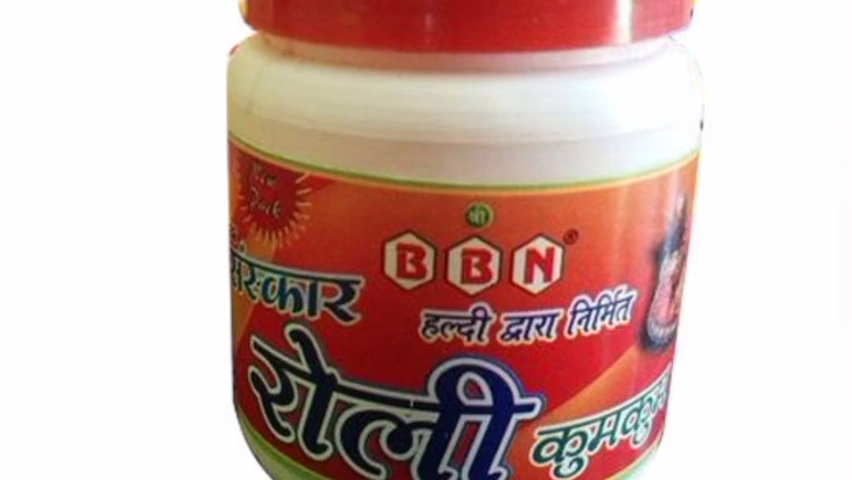 New
Pack
श्री
BBN®
संस्कार
हल्दी द्वारा निर्मित
रोली
कुमकुम